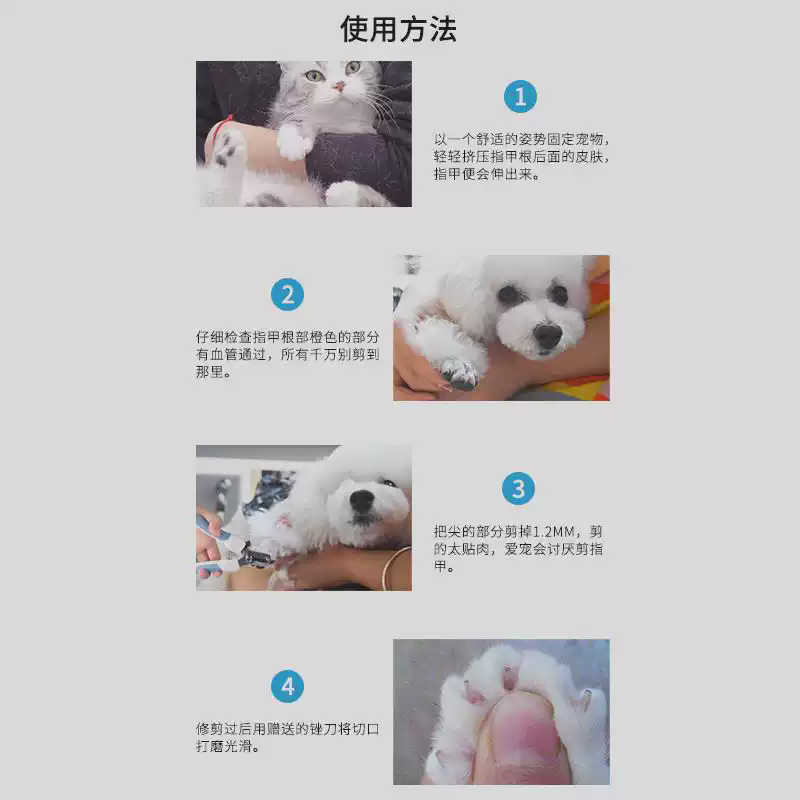 使用方法
1
以一个舒适的姿势固定宠物，
轻轻挤压指甲根后面的皮肤，
指甲便会伸出来。
2
仔细检查指甲根部橙色的部分
有血管通过，所有千万别剪到
那里。
3
把尖的部分剪掉1.2MM，剪
的太贴肉，爱宠会讨厌剪指
甲。
4
修剪过后用赠送的锉刀将切口
打磨光滑。